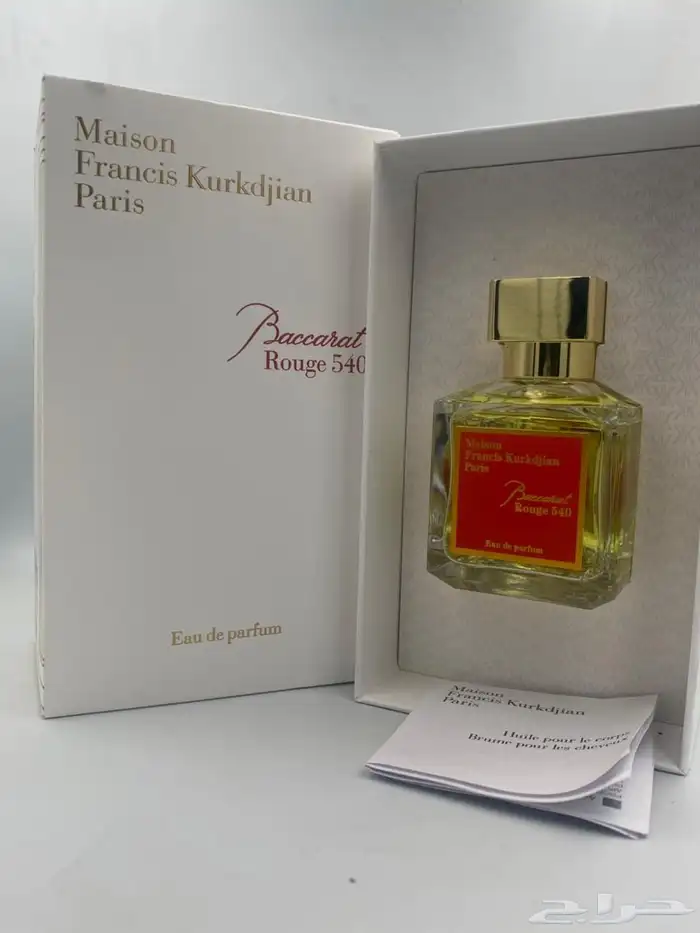 Maison
Francis Kurkdjian
Paris
Baccarat
Rouge 540
Eau de parfum
Maison
Francis Kurkdjian
Paris
Baccarat
Rouge 540
Eau de parfum
Maison
Francis Kurkdjian
Paris
Huile pour le corps
Brume pour les cheveux
حراج